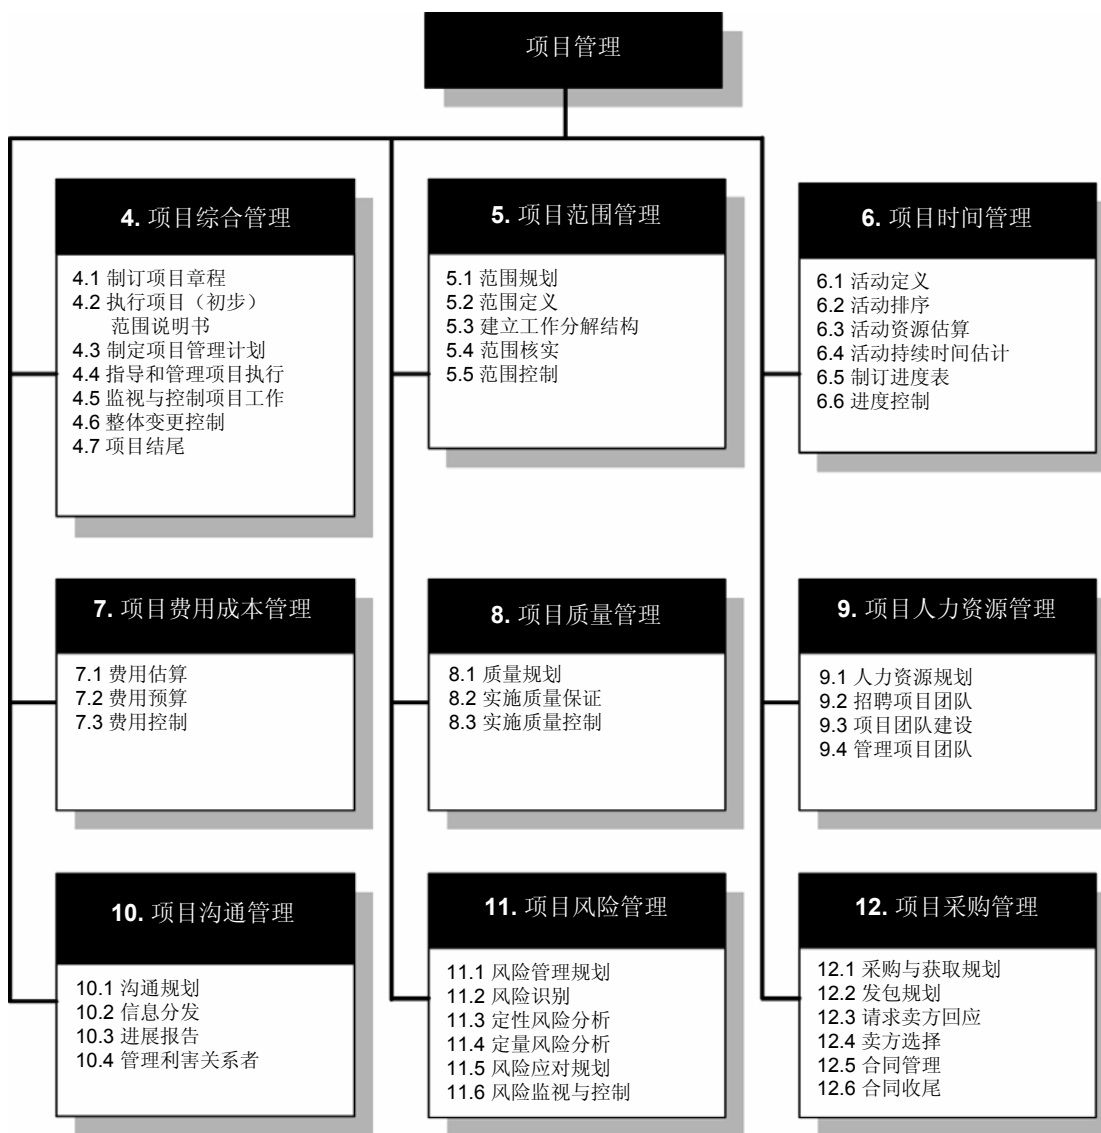 项目管理
4. 项目综合管理
4.1 制订项目章程
4.2 执行项目（初步）
范围说明书
4.3 制定项目管理计划
4.4 指导和管理项目执行
4.5 监视与控制项目工作
4.6 整体变更控制
4.7 项目结尾
5. 项目范围管理
5.1 范围规划
5.2 范围定义
5.3 建立工作分解结构
5.4 范围核实
5.5 范围控制
6. 项目时间管理
6.1 活动定义
6.2 活动排序
6.3 活动资源估算
6.4 活动持续时间估计
6.5 制订进度表
6.6 进度控制
7. 项目费用成本管理
7.1 费用估算
7.2 费用预算
7.3 费用控制
8. 项目质量管理
8.1 质量规划
8.2 实施质量保证
8.3 实施质量控制
9. 项目人力资源管理
9.1 人力资源规划
9.2 招聘项目团队
9.3 项目团队建设
9.4 管理项目团队
10. 项目沟通管理
10.1 沟通规划
10.2 信息分发
10.3 进展报告
10.4 管理利害关系者
11. 项目风险管理
11.1 风险管理规划
11.2 风险识别
11.3 定性风险分析
11.4 定量风险分析
11.5 风险应对规划
11.6 风险监视与控制
12. 项目采购管理
12.1 采购与获取规划
12.2 发包规划
12.3 请求卖方回应
12.4 卖方选择
12.5 合同管理
12.6 合同收尾